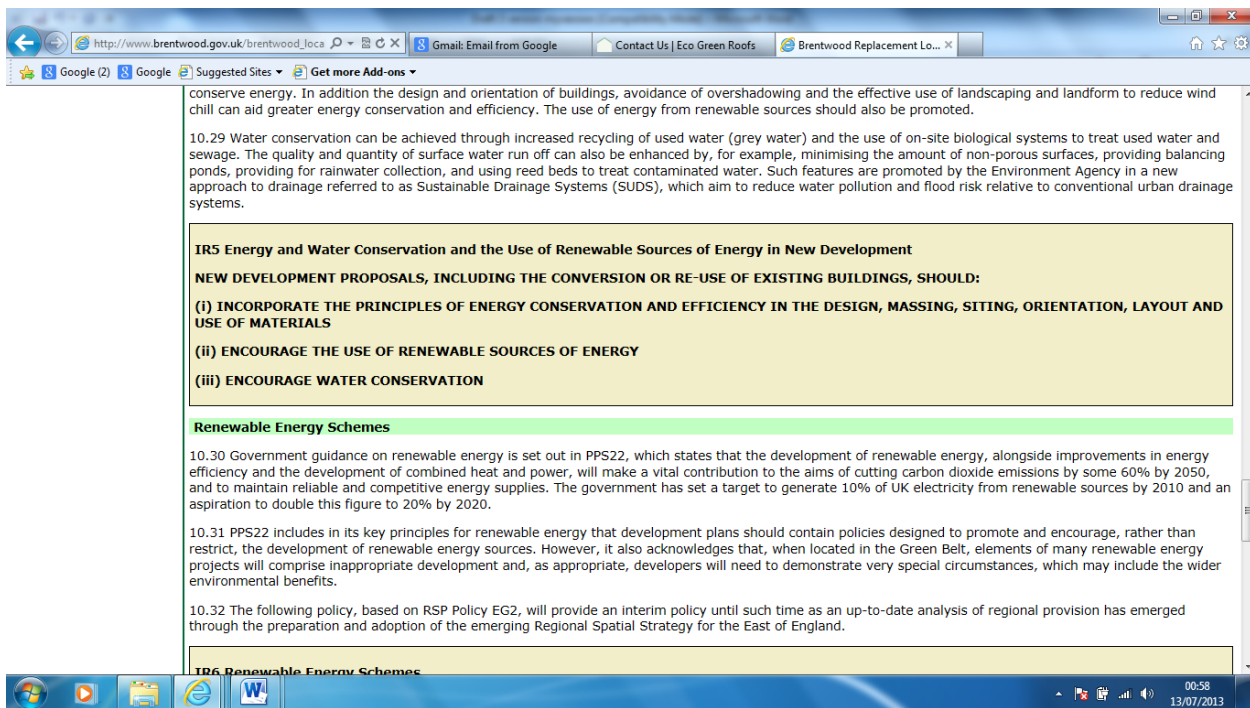 http://www.brentwood.gov.uk/brentwood_loca
Gmail: Email from Google
Contact Us | Eco Green Roofs
Brentwood Replacement Lo...
Google (2)
Google
Suggested Sites
Get more Add-ons
conserve energy. In addition the design and orientation of buildings, avoidance of overshadowing and the effective use of landscaping and landform to reduce wind
chill can aid greater energy conservation and efficiency. The use of energy from renewable sources should also be promoted.
10.29 Water conservation can be achieved through increased recycling of used water (grey water) and the use of on-site biological systems to treat used water and
sewage. The quality and quantity of surface water run off can also be enhanced by, for example, minimising the amount of non-porous surfaces, providing balancing
ponds, providing for rainwater collection, and using reed beds to treat contaminated water. Such features are promoted by the Environment Agency in a new
approach to drainage referred to as Sustainable Drainage Systems (SUDS), which aim to reduce water pollution and flood risk relative to conventional urban drainage
systems.
IR5 Energy and Water Conservation and the Use of Renewable Sources of Energy in New Development
NEW DEVELOPMENT PROPOSALS, INCLUDING THE CONVERSION OR RE-USE OF EXISTING BUILDINGS, SHOULD:
(i) INCORPORATE THE PRINCIPLES OF ENERGY CONSERVATION AND EFFICIENCY IN THE DESIGN, MASSING, SITING, ORIENTATION, LAYOUT AND
USE OF MATERIALS
(ii) ENCOURAGE THE USE OF RENEWABLE SOURCES OF ENERGY
(iii) ENCOURAGE WATER CONSERVATION
Renewable Energy Schemes
10.30 Government guidance on renewable energy is set out in PPS22, which states that the development of renewable energy, alongside improvements in energy
efficiency and the development of combined heat and power, will make a vital contribution to the aims of cutting carbon dioxide emissions by some 60% by 2050,
and to maintain reliable and competitive energy supplies. The government has set a target to generate 10% of UK electricity from renewable sources by 2010 and an
aspiration to double this figure to 20% by 2020.
10.31 PPS22 includes in its key principles for renewable energy that development plans should contain policies designed to promote and encourage, rather than
restrict, the development of renewable energy sources. However, it also acknowledges that, when located in the Green Belt, elements of many renewable energy
projects will comprise inappropriate development and, as appropriate, developers will need to demonstrate very special circumstances, which may include the wider
environmental benefits.
10.32 The following policy, based on RSP Policy EG2, will provide an interim policy until such time as an up-to-date analysis of regional provision has emerged
through the preparation and adoption of the emerging Regional Spatial Strategy for the East of England.
IR6 Renewable Energy Schemes
00:58
13/07/2013